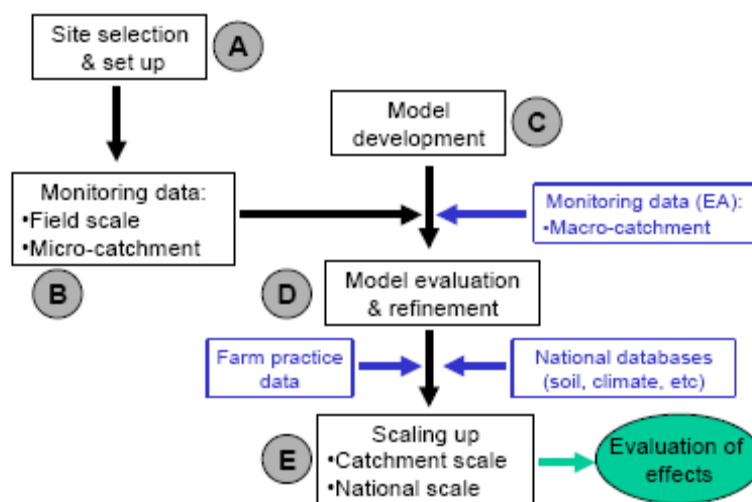 Site selection
& set up
A
Model
development
C
Monitoring data:
•Field scale
•Micro-catchment
B
Monitoring data (EA):
•Macro-catchment
D
Model evaluation
& refinement
Farm practice
data
National databases
(soil, climate, etc)
E
Scaling up
•Catchment scale
•National scale
Evaluation of
effects